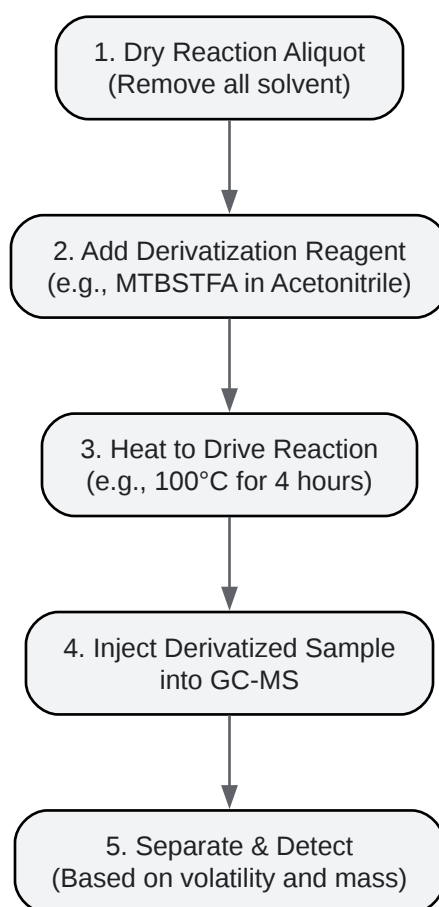 1. Dry Reaction Aliquot
(Remove all solvent)
2. Add Derivatization Reagent
(e.g., MTBSTFA in Acetonitrile)
3. Heat to Drive Reaction
(e.g., 100°C for 4 hours)
4. Inject Derivatized Sample
into GC-MS
5. Separate & Detect
(Based on volatility and mass)